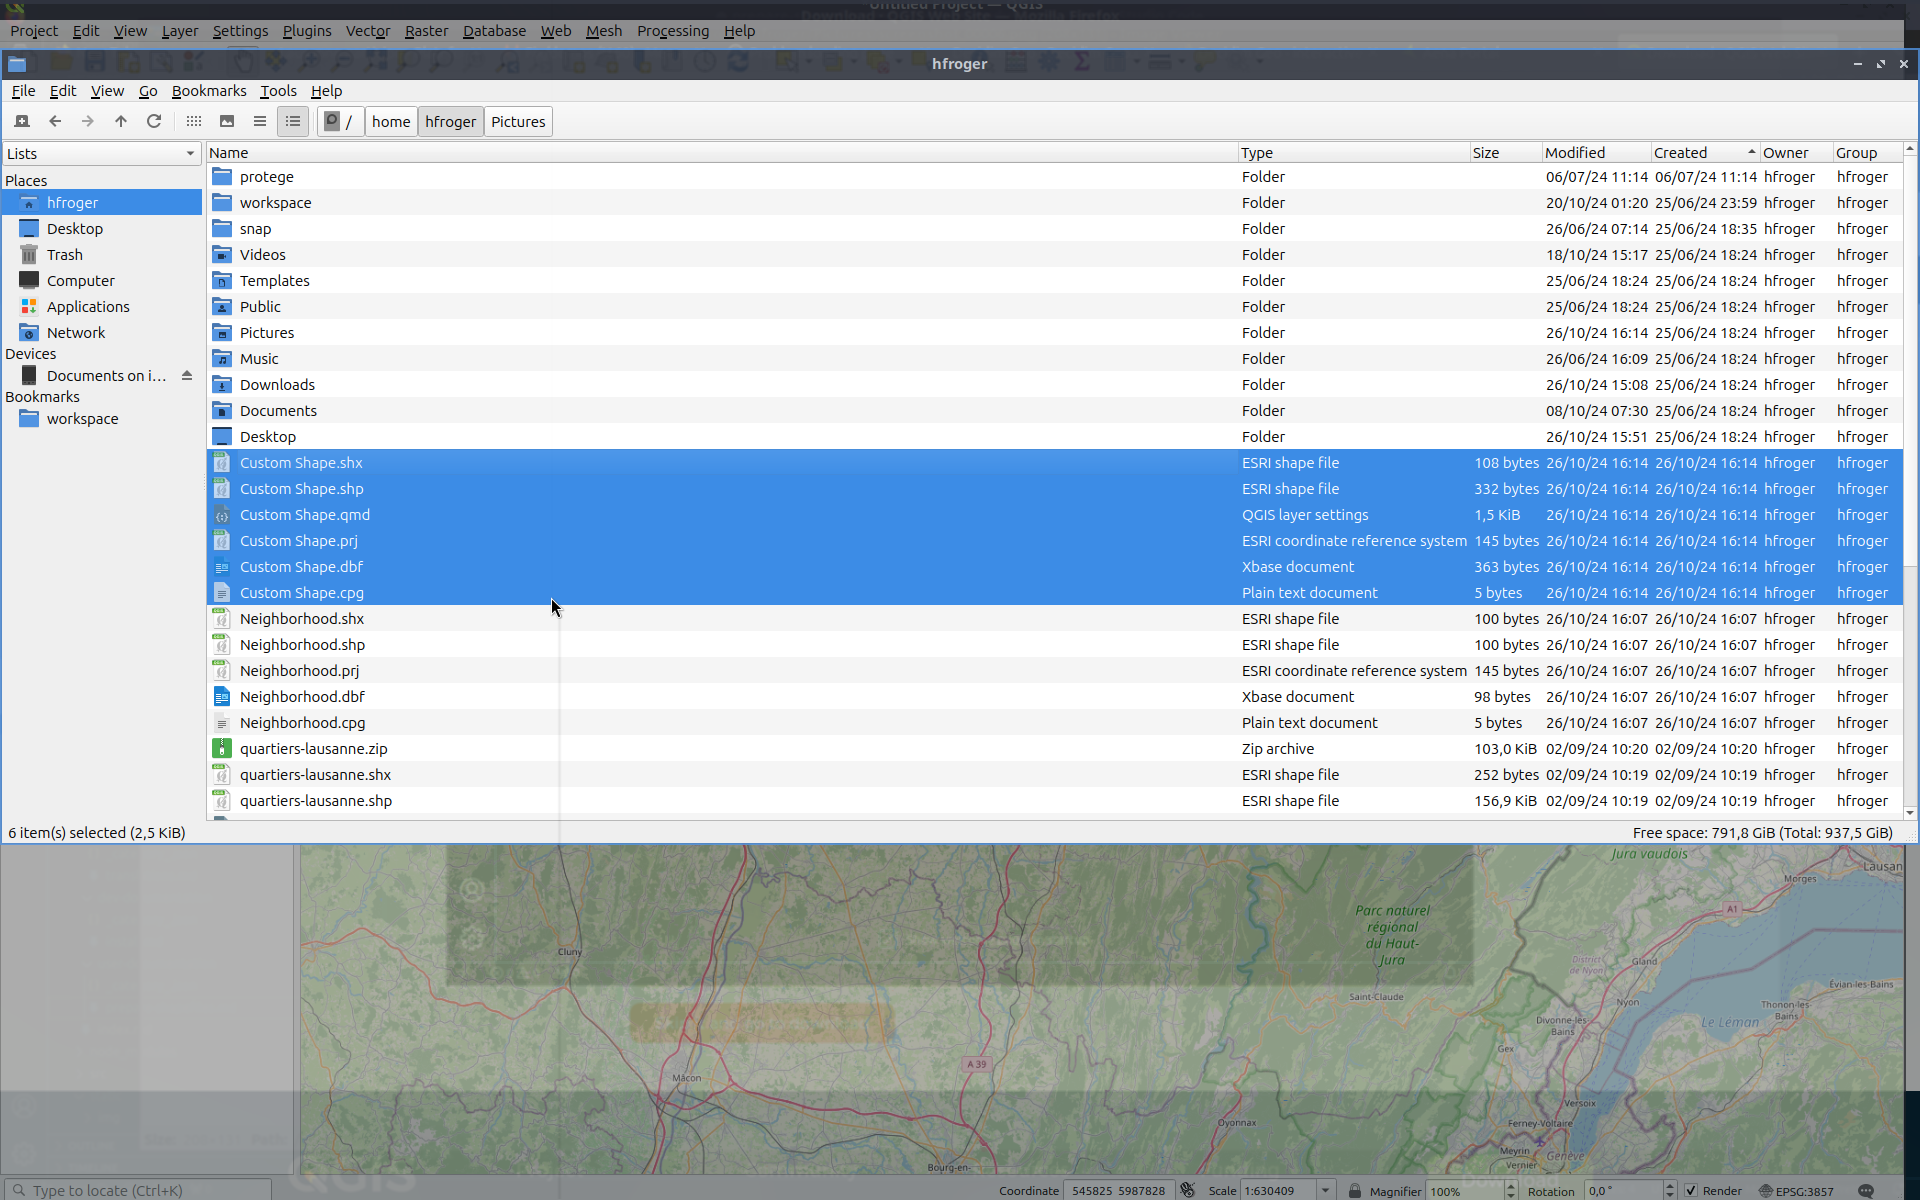 Untitled Project — QGIS
Project Edit View Layer Settings Plugins Vector Raster Database Web Mesh Processing Help
hfroger
File Edit View Go Bookmarks Tools Help
/ home hfroger Pictures
Lists
Places
hfroger
Desktop
Trash
Computer
Applications
Network
Devices
Documents on i…
Bookmarks
workspace
Name Type Size Modified Created Owner Group
protege Folder 06/07/24 11:14 06/07/24 11:14 hfroger hfroger
workspace Folder 20/10/24 01:20 25/06/24 23:59 hfroger hfroger
snap Folder 26/06/24 07:14 25/06/24 18:35 hfroger hfroger
Videos Folder 18/10/24 15:17 25/06/24 18:24 hfroger hfroger
Templates Folder 25/06/24 18:24 25/06/24 18:24 hfroger hfroger
Public Folder 25/06/24 18:24 25/06/24 18:24 hfroger hfroger
Pictures Folder 26/10/24 16:14 25/06/24 18:24 hfroger hfroger
Music Folder 26/06/24 16:09 25/06/24 18:24 hfroger hfroger
Downloads Folder 26/10/24 15:08 25/06/24 18:24 hfroger hfroger
Documents Folder 08/10/24 07:30 25/06/24 18:24 hfroger hfroger
Desktop Folder 26/10/24 15:51 25/06/24 18:24 hfroger hfroger
Custom Shape.shx ESRI shape file 108 bytes 26/10/24 16:14 26/10/24 16:14 hfroger hfroger
Custom Shape.shp ESRI shape file 332 bytes 26/10/24 16:14 26/10/24 16:14 hfroger hfroger
Custom Shape.qmd QGIS layer settings 1,5 KiB 26/10/24 16:14 26/10/24 16:14 hfroger hfroger
Custom Shape.prj ESRI coordinate reference system 145 bytes 26/10/24 16:14 26/10/24 16:14 hfroger hfroger
Custom Shape.dbf Xbase document 363 bytes 26/10/24 16:14 26/10/24 16:14 hfroger hfroger
Custom Shape.cpg Plain text document 5 bytes 26/10/24 16:14 26/10/24 16:14 hfroger hfroger
Neighborhood.shx ESRI shape file 100 bytes 26/10/24 16:07 26/10/24 16:07 hfroger hfroger
Neighborhood.shp ESRI shape file 100 bytes 26/10/24 16:07 26/10/24 16:07 hfroger hfroger
Neighborhood.prj ESRI coordinate reference system 145 bytes 26/10/24 16:07 26/10/24 16:07 hfroger hfroger
Neighborhood.dbf Xbase document 98 bytes 26/10/24 16:07 26/10/24 16:07 hfroger hfroger
Neighborhood.cpg Plain text document 5 bytes 26/10/24 16:07 26/10/24 16:07 hfroger hfroger
quartiers-lausanne.zip Zip archive 103,0 KiB 02/09/24 10:20 02/09/24 10:20 hfroger hfroger
quartiers-lausanne.shx ESRI shape file 252 bytes 02/09/24 10:19 02/09/24 10:19 hfroger hfroger
quartiers-lausanne.shp ESRI shape file 156,9 KiB 02/09/24 10:19 02/09/24 10:19 hfroger hfroger
6 item(s) selected (2,5 KiB) Free space: 791,8 GiB (Total: 937,5 GiB)
Jura vaudois
Lausan
Morges
A1
Parc naturel
régional
du Haut-
Jura
Cluny
District
de Nyon
Gland
Saint-Claude
Nyon
Évian-les-Bains
Thonon-les-
Bains
Divonne-les-
Bains
Le Léman
Gex
A 39
Mâcon
Versoix
Oyonnax
Ferney-Voltaire
Meyrin
Vernier
Genève
Bourg-en-
QGIS
Type to locate (Ctrl+K) Coordinate 545825 5987828 Scale 1:630409 Magnifier 100% Rotation 0,0 ° Render EPSG:3857